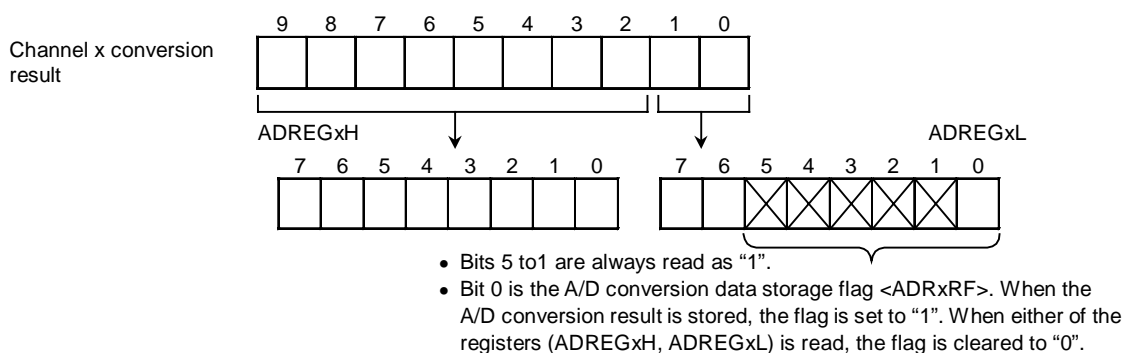 9 8 7 6 5 4 3 2 1 0
Channel x conversion
result
ADREGxH ADREGxL
7 6 5 4 3 2 1 0 7 6 5 4 3 2 1 0
• Bits 5 to1 are always read as “1”.
• Bit 0 is the A/D conversion data storage flag <ADRxRF>. When the
A/D conversion result is stored, the flag is set to “1”. When either of the
registers (ADREGxH, ADREGxL) is read, the flag is cleared to “0”.